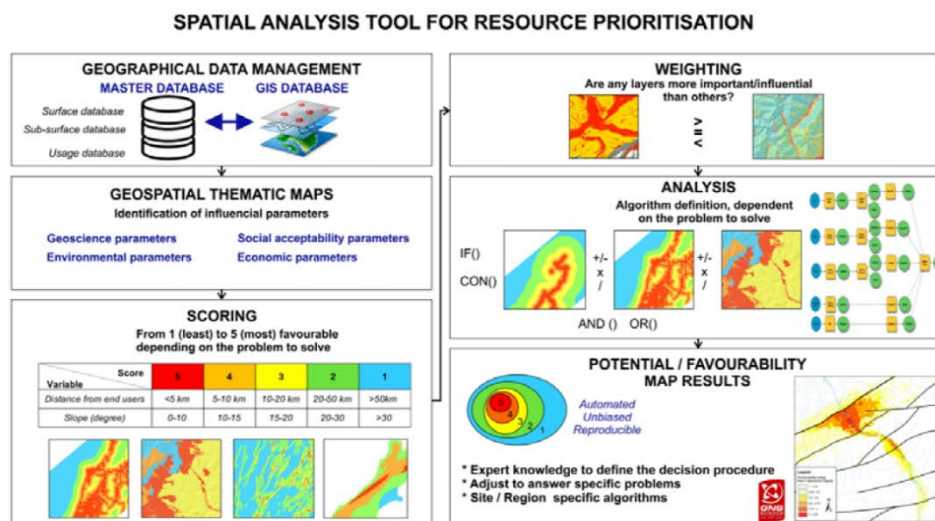 SPATIAL ANALYSIS TOOL FOR RESOURCE PRIORITISATION
GEOGRAPHICAL DATA MANAGEMENT
MASTER DATABASE
GIS DATABASE
Surface database
Sub-surface database
Usage database
GEOSPATIAL THEMATIC MAPS
Identification of influencial parameters
Geoscience parameters
Social acceptability parameters
Environmental parameters
Economic parameters
SCORING
From 1 (least) to 5 (most) favourable
depending on the problem to solve
Score
Variable
5 4 3 2 1
Distance from end users <5 km 5-10 km 10-20 km 20-50 km >50km
Slope (degree) 0-10 10-15 15-20 20-30 >30
WEIGHTING
Are any layers more important/influential
than others?
> = <
ANALYSIS
Algorithm definition, dependent
on the problem to solve
IF()
CON()
+/-
x
/
+/-
x
/
AND () OR()
POTENTIAL / FAVOURABILITY
MAP RESULTS
5
4
3
2
1
Automated
Unbiased
Reproducible
* Expert knowledge to define the decision procedure
* Adjust to answer specific problems
* Site / Region specific algorithms
GNS